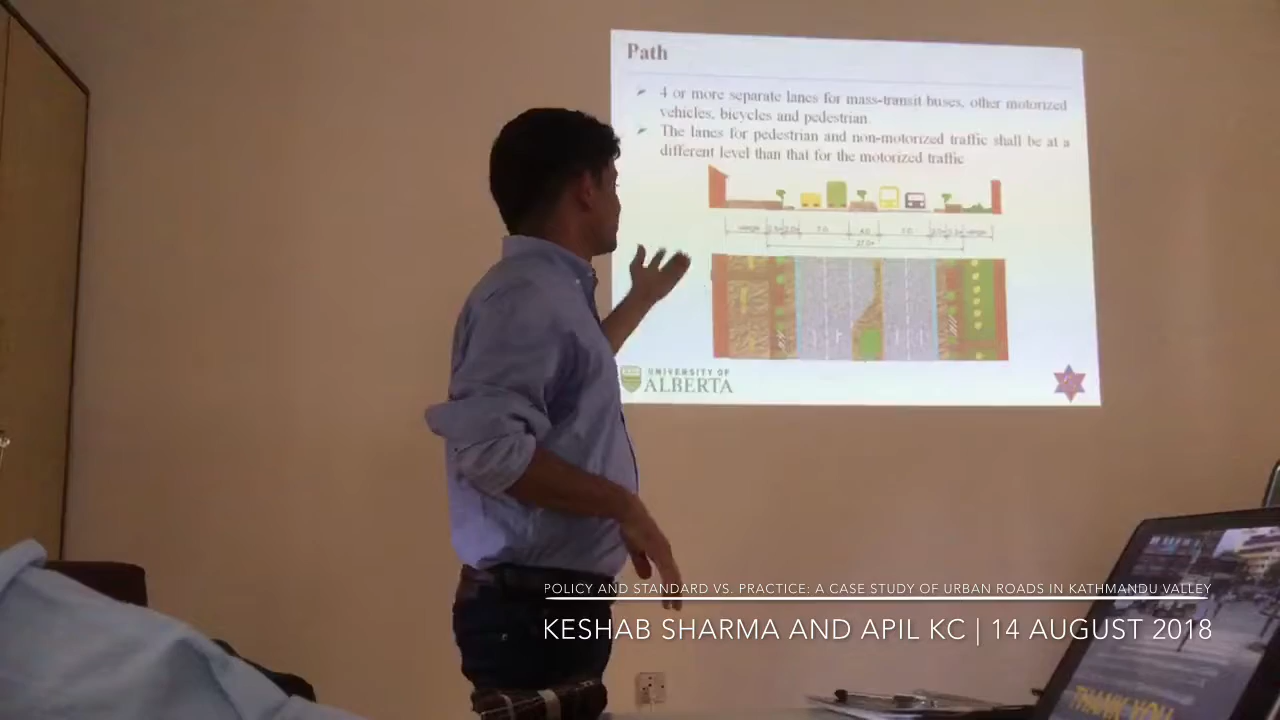 Path
4 or more separate lanes for mass-transit buses, other motorized
vehicles, bicycles and pedestrian.
The lanes for pedestrian and non-motorized traffic shall be at a
different level than that for the motorized traffic
UNIVERSITY OF
ALBERTA
POLICY AND STANDARD VS. PRACTICE: A CASE STUDY OF URBAN ROADS IN KATHMANDU VALLEY
KESHAB SHARMA AND APIL KC | 14 AUGUST 2018
THANK YOU